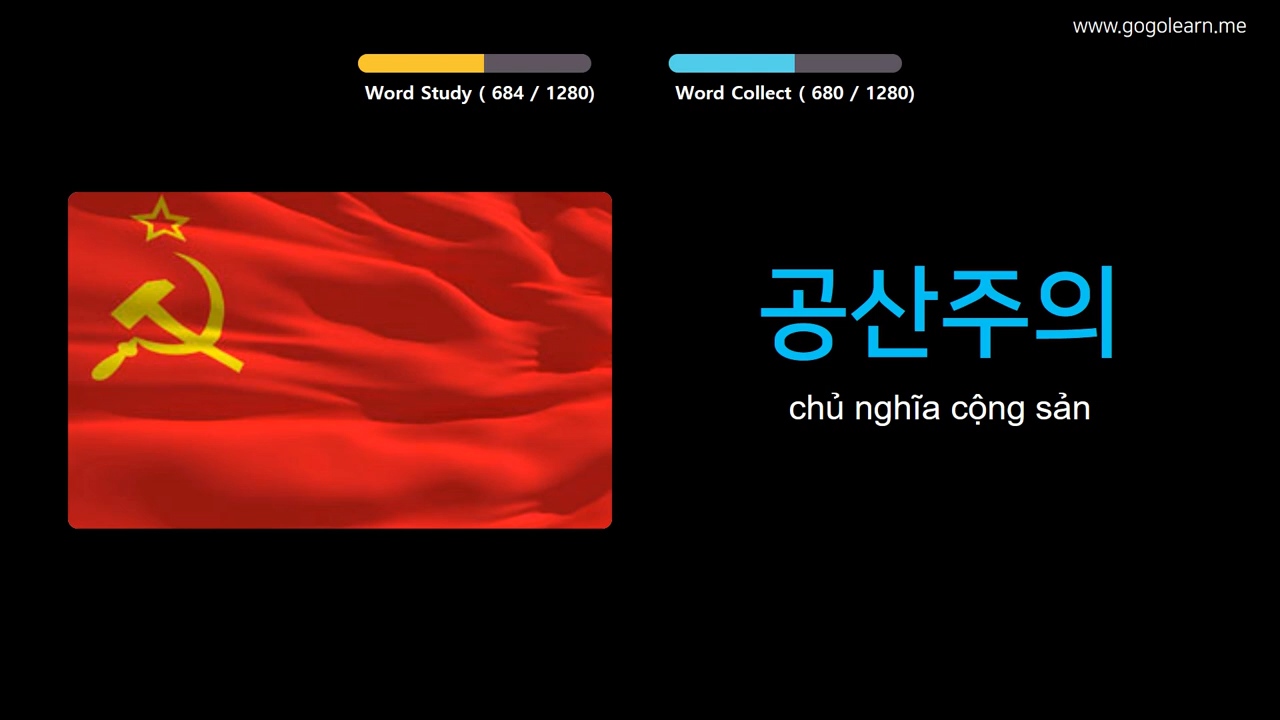 www.gogolearn.me
Word Study ( 684 / 1280)
Word Collect ( 680 / 1280)
공산주의
chủ nghĩa cộng sản